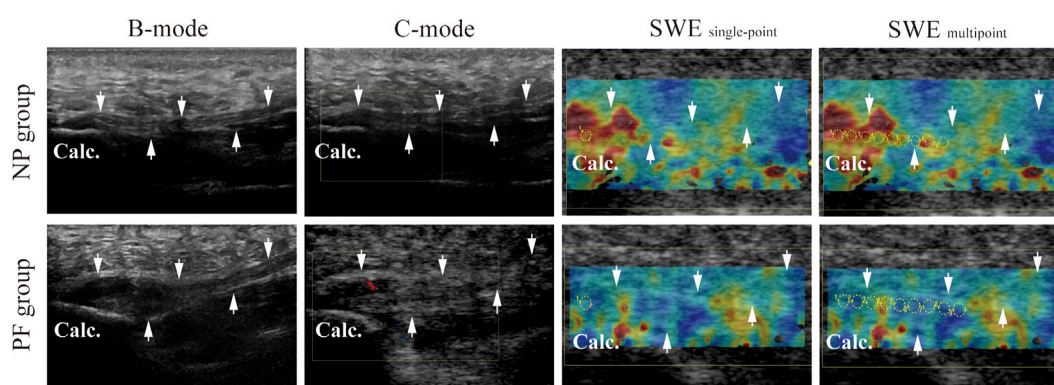 B-mode C-mode SWE single-point SWE multipoint
NP group
Calc. Calc. Calc. Calc.
PF group
Calc. Calc. Calc. Calc.